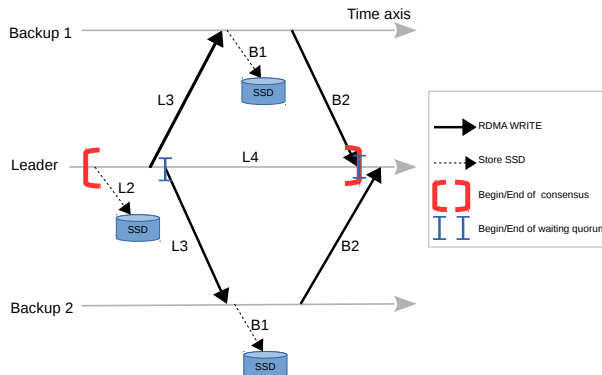 Time axis
Backup 1
B1
SSD
L3
B2
RDMA WRITE
Leader
L4
Store SSD
L2
Begin/End of consensus
SSD
Begin/End of waiting quorum
L3
B2
Backup 2
B1
SSD